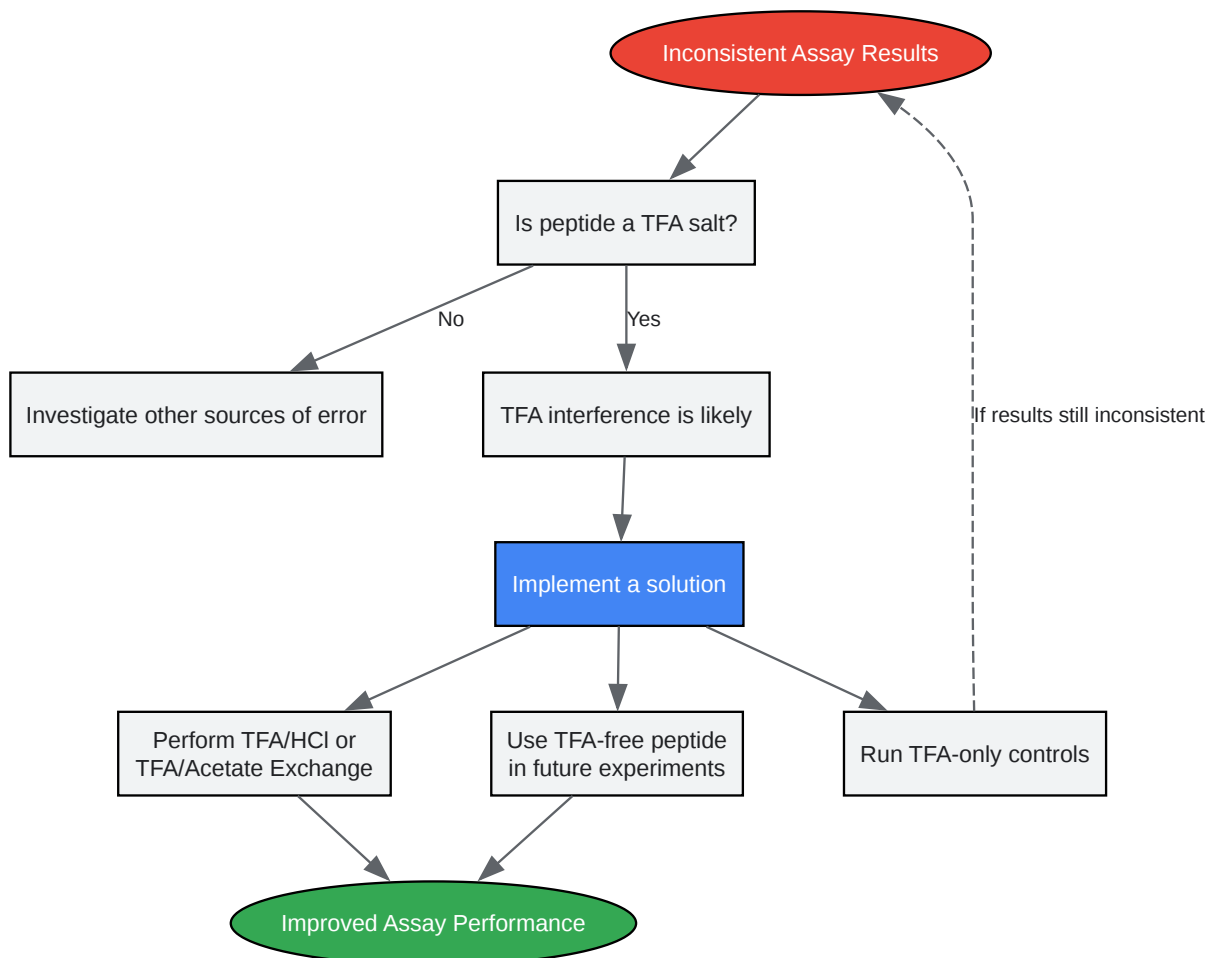 Inconsistent Assay Results
Is peptide a TFA salt?
No
Yes
Investigate other sources of error
TFA interference is likely
If results still inconsistent
Implement a solution
Perform TFA/HCl or
TFA/Acetate Exchange
Use TFA-free peptide
in future experiments
Run TFA-only controls
Improved Assay Performance